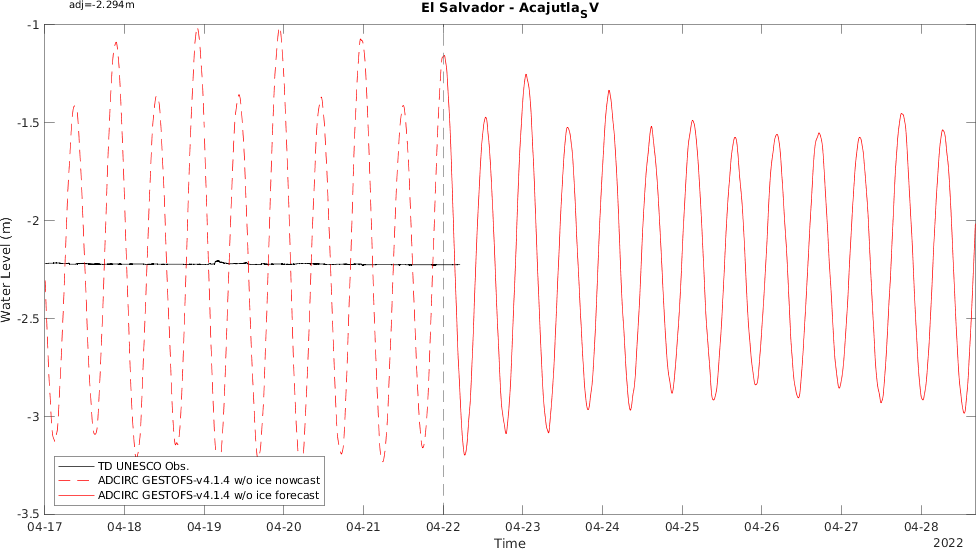 adj=-2.294m
El Salvador - Acajutla_SV
-1
-1.5
-2
-2.5
-3
-3.5
Water Level (m)
TD UNESCO Obs.
ADCIRC GESTOFS-v4.1.4 w/o ice nowcast
ADCIRC GESTOFS-v4.1.4 w/o ice forecast
04-17 04-18 04-19 04-20 04-21 04-22 04-23 04-24 04-25 04-26 04-27 04-28
Time
2022